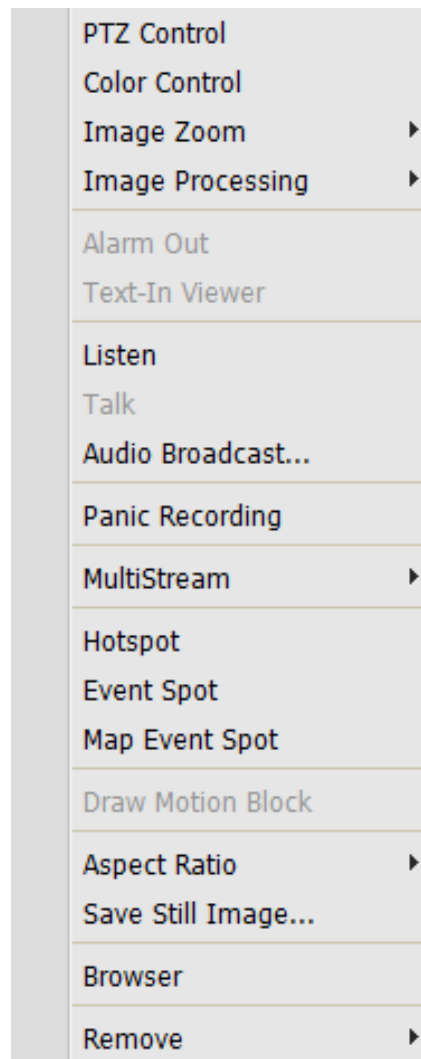 PTZ Control
Color Control
Image Zoom
Image Processing
Alarm Out
Text-In Viewer
Listen
Talk
Audio Broadcast...
Panic Recording
MultiStream
Hotspot
Event Spot
Map Event Spot
Draw Motion Block
Aspect Ratio
Save Still Image...
Browser
Remove